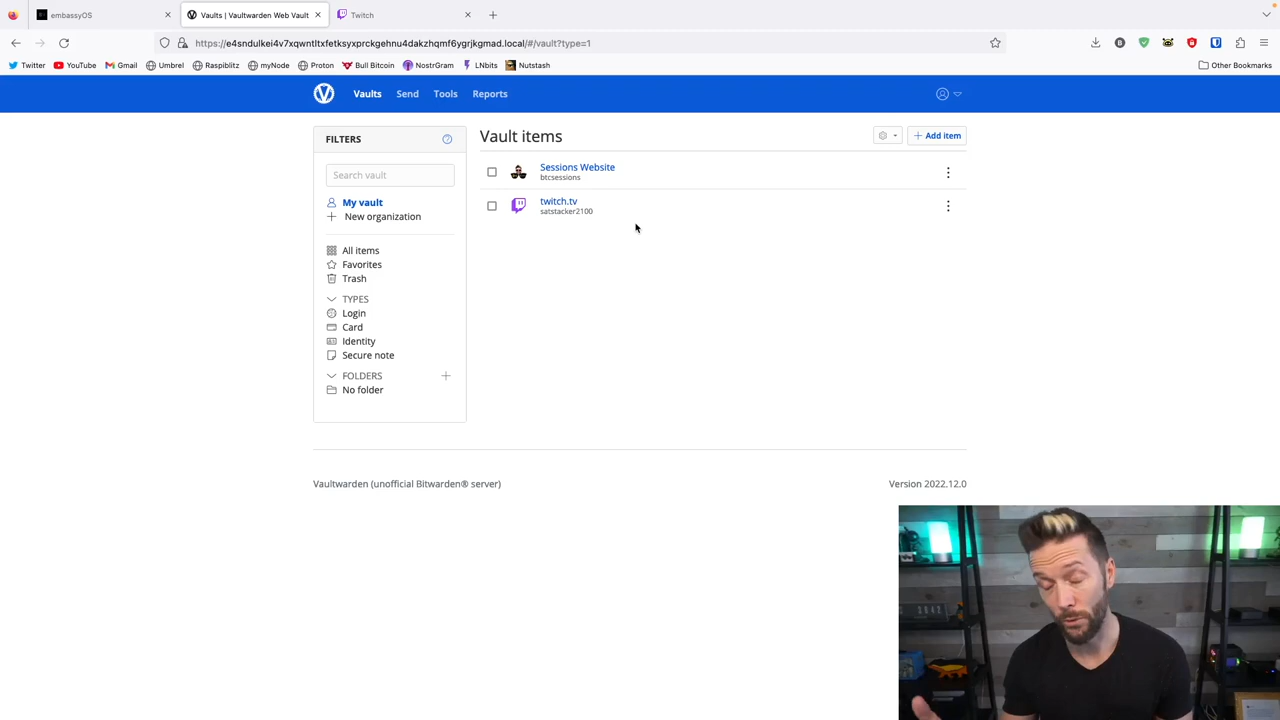 embassyOS
Vaults | Vaultwarden Web Vault
Twitch
https://e4sndulkei4v7xqwntltxfetksyxprckgehnu4dakzhqmf6ygrjkgmad.local/#/vault?type=1
Twitter YouTube Gmail Umbrel Raspiblitz myNode Proton Bull Bitcoin NostrGram LNbits Nutstash Other Bookmarks
Vaults Send Tools Reports
FILTERS
Search vault
My vault
New organization
All items
Favorites
Trash
TYPES
Login
Card
Identity
Secure note
FOLDERS
No folder
Vault items
Add item
Sessions Website
btcsessions
twitch.tv
satstacker2100
Vaultwarden (unofficial Bitwarden® server)
Version 2022.12.0